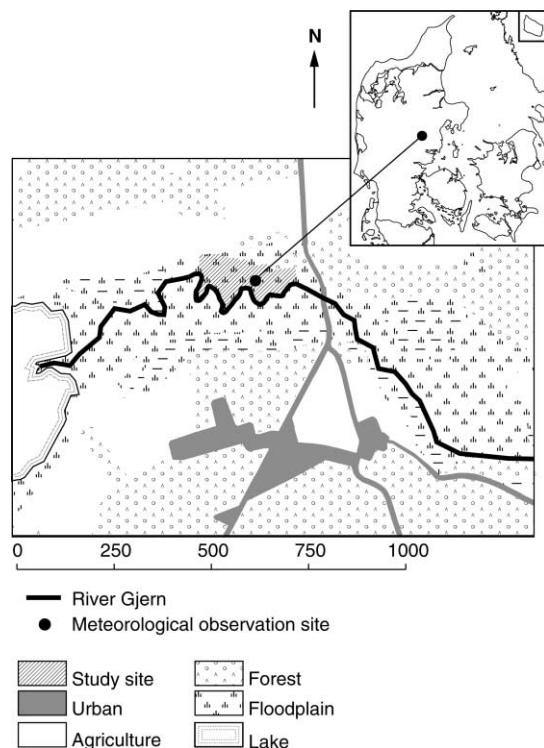 N
0 250 500 750 1000
River Gjern
Meteorological observation site
Study site Forest
Urban Floodplain
Agriculture Lake